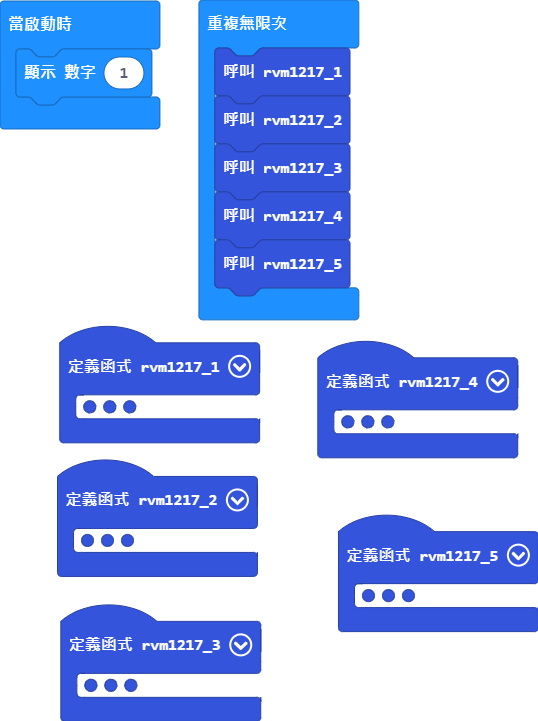 當啟動時
顯示 數字 1
重複無限次
呼叫 rvm1217_1
呼叫 rvm1217_2
呼叫 rvm1217_3
呼叫 rvm1217_4
呼叫 rvm1217_5
定義函式 rvm1217_1
定義函式 rvm1217_4
定義函式 rvm1217_2
定義函式 rvm1217_5
定義函式 rvm1217_3